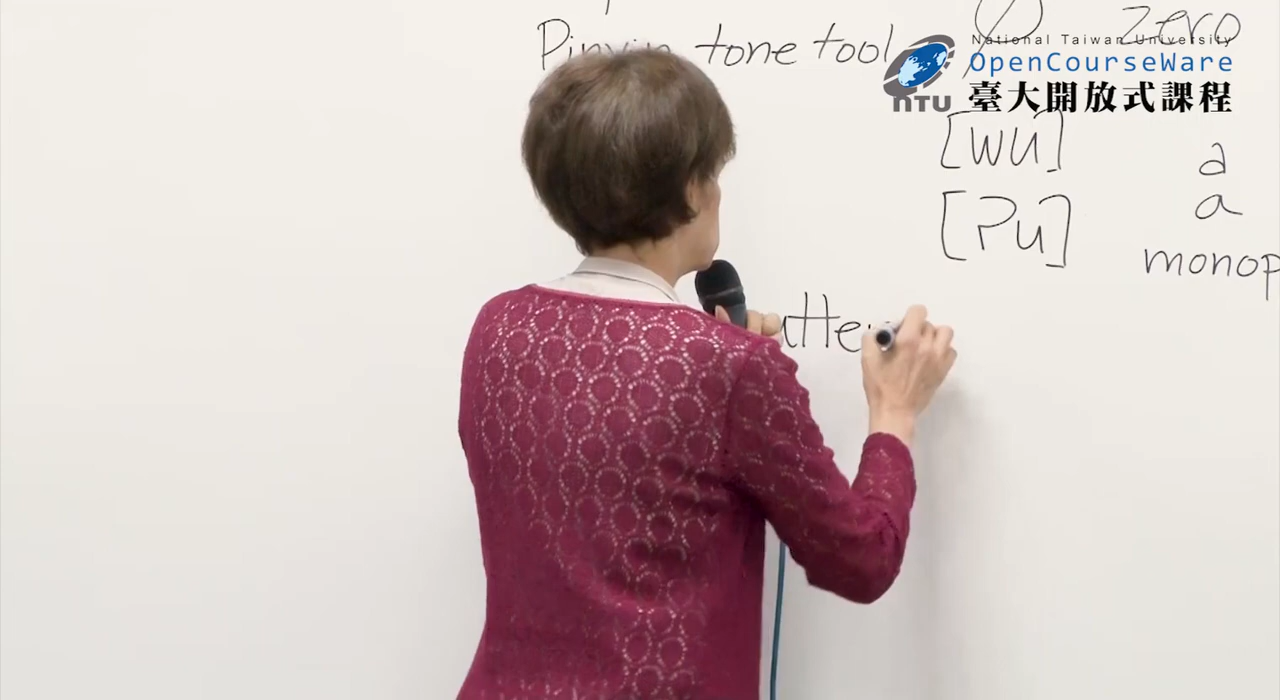 Pinyin tone tool
zero
National Taiwan University
OpenCourseWare
NTU 臺大開放式課程
[wu] a
[Pu] a
monop
utte